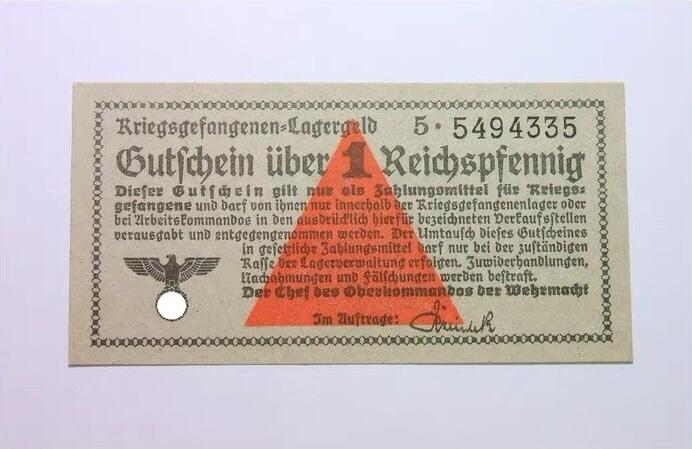 Kriegsgefangenen-Lagergeld 5 · 5494335
Gutschein über 1 Reichspfennig
Dieser Gutschein gilt nur als Zahlungsmittel für Kriegs-
gefangene und darf von ihnen nur innerhalb der Kriegsgefangenenlager oder
bei Arbeitskommandos in den ausdrücklich hierfür bezeichneten Verkaufsstellen
verausgabt und entgegengenommen werden. Der Umtausch dieses Gutscheines
in gesetzliche Zahlungsmittel darf nur bei der zuständigen
Kasse der Lagerverwaltung erfolgen. Zuwiderhandlungen,
Nachahmungen und Fälschungen werden bestraft.
Der Chef des Oberkommandos der Wehrmacht
Im Auftrage: